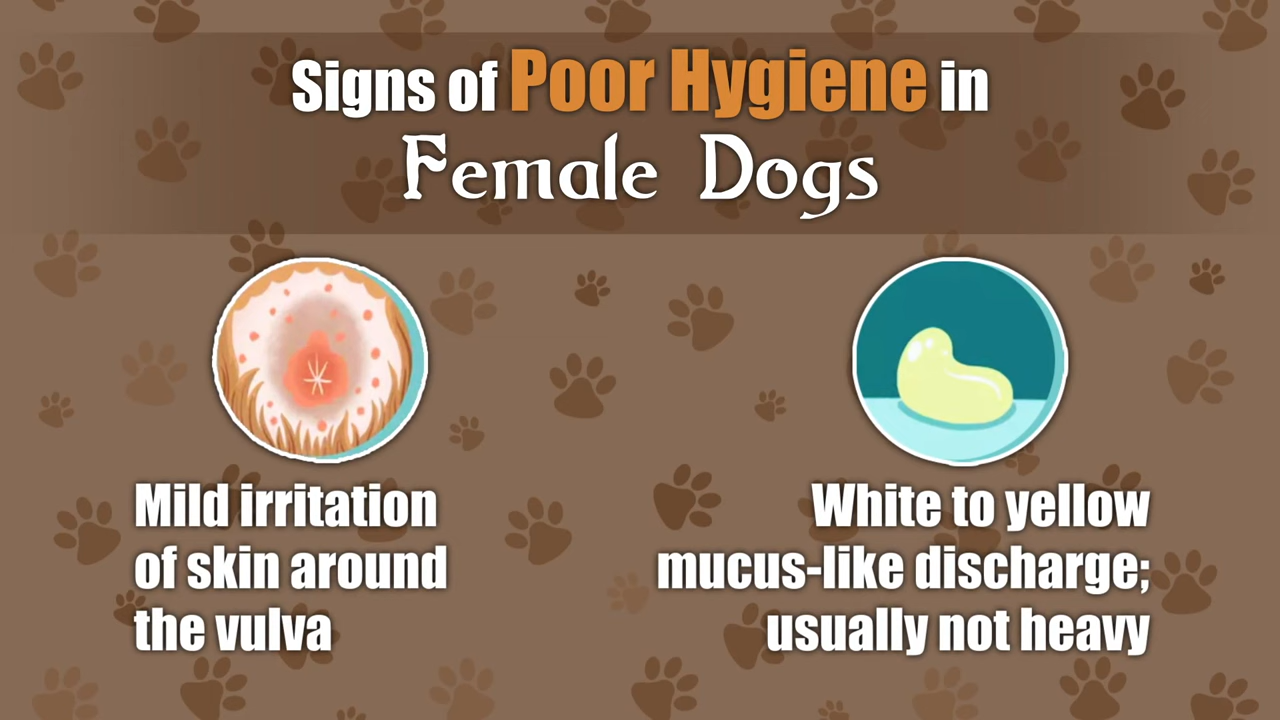 Signs of Poor Hygiene in
Female Dogs
Mild irritation
of skin around
the vulva
White to yellow
mucus-like discharge;
usually not heavy